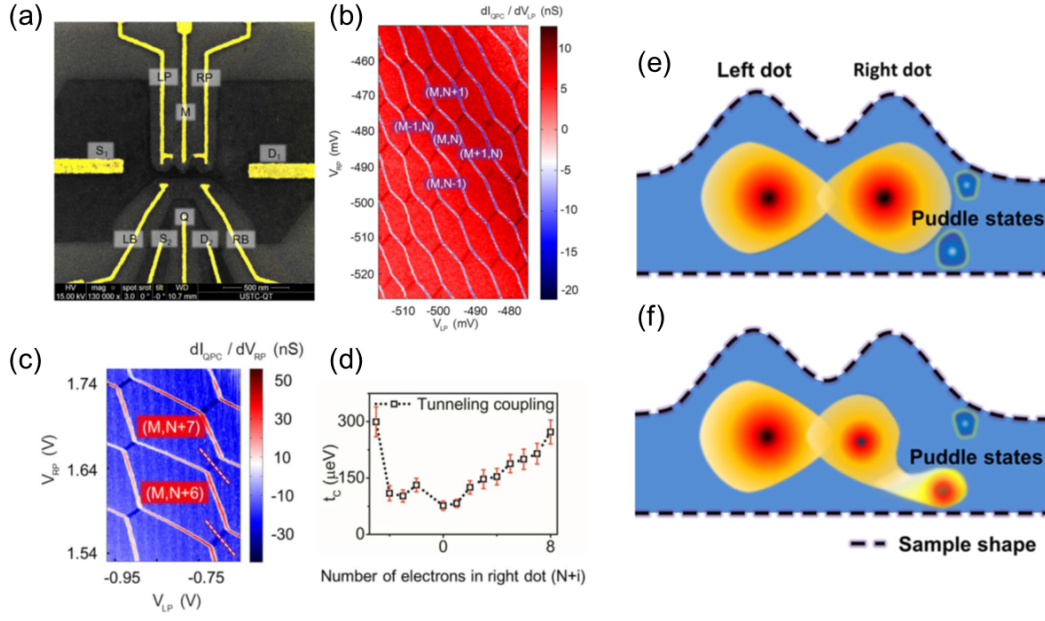 (a)
LP
RP
M
S1
D1
Q
LB
S2
D2
RB
HV
mag
spot
srot
tilt
WD
500 nm
15.00 kV
130 000 x
3.0
0 °
-0 °
10.7 mm
USTC-QT
(b)
dI_QPC / dV_LP (nS)
-460
-470
-480
-490
-500
-510
-520
V_RP (mV)
(M,N+1)
(M-1,N)
(M,N)
(M+1,N)
(M,N-1)
-510
-500
-490
-480
V_LP (mV)
10
5
0
-5
-10
-15
-20
(c)
dI_QPC / dV_RP (nS)
1.74
1.64
1.54
V_RP (V)
(M,N+7)
(M,N+6)
-0.95
-0.75
V_LP (V)
50
30
10
-10
-30
(d)
Tunneling coupling
300
150
0
t_C (μeV)
0
8
Number of electrons in right dot (N+i)
(e)
Left dot
Right dot
Puddle states
(f)
Puddle states
Sample shape